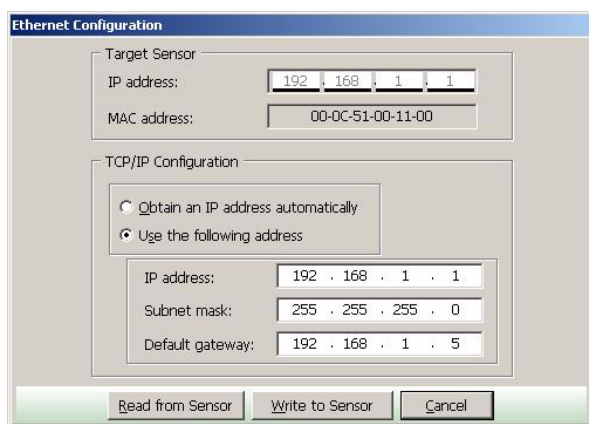 Ethernet Configuration
Target Sensor
IP address: 192 . 168 . 1 . 1
MAC address: 00-0C-51-00-11-00
TCP/IP Configuration
Obtain an IP address automatically
Use the following address
IP address: 192 . 168 . 1 . 1
Subnet mask: 255 . 255 . 255 . 0
Default gateway: 192 . 168 . 1 . 5
Read from Sensor Write to Sensor Cancel